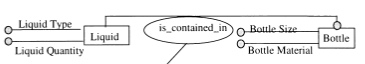 Liquid Type
Liquid
Liquid Quantity
is_contained_in
Bottle Size
Bottle
Bottle Material